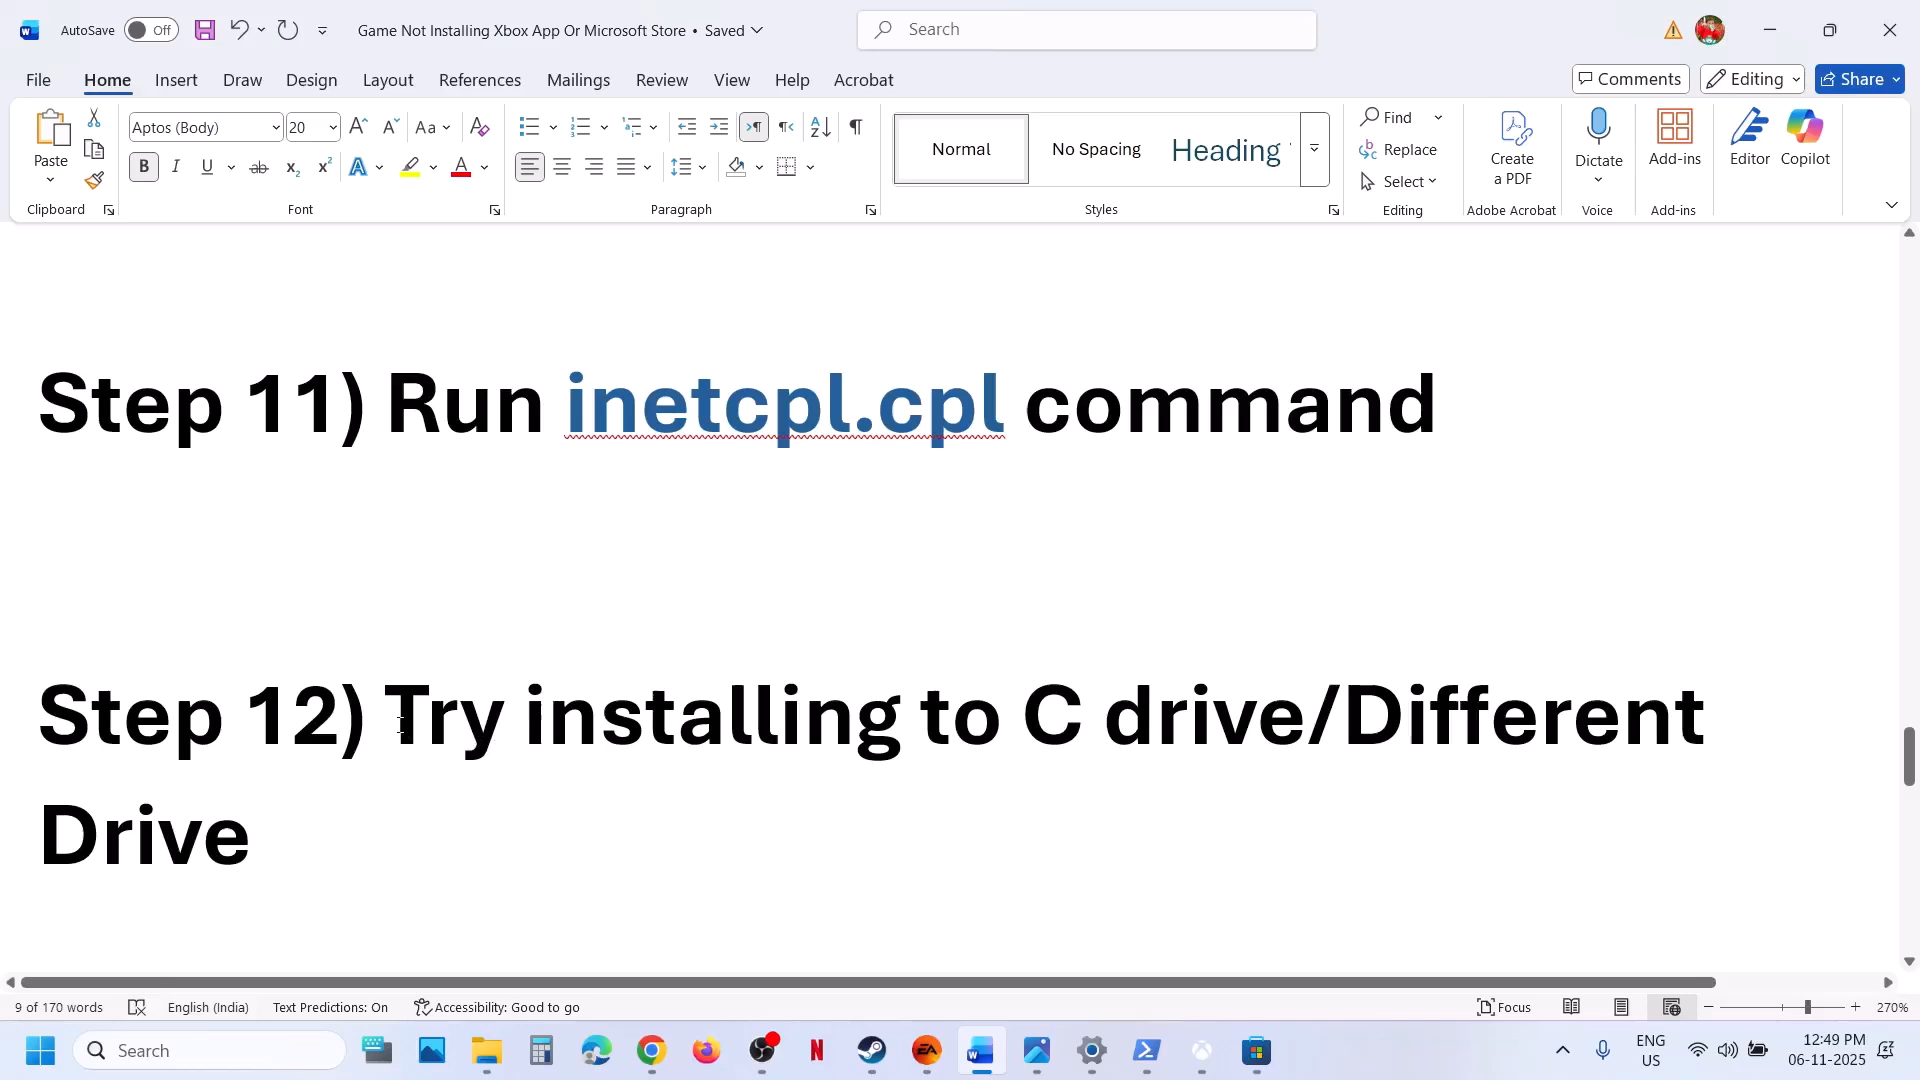 AutoSave Off Game Not Installing Xbox App Or Microsoft Store • Saved Search
File Home Insert Draw Design Layout References Mailings Review View Help Acrobat Comments Editing Share
Paste Aptos (Body) 20 Aa Normal No Spacing Heading Find Replace Select Create a PDF Dictate Add-ins Editor Copilot
Clipboard Font Paragraph Styles Editing Adobe Acrobat Voice Add-ins
Step 11) Run inetcpl.cpl command
Step 12) Try installing to C drive/Different
Drive
9 of 170 words English (India) Text Predictions: On Accessibility: Good to go Focus 270%
Search ENG US 12:49 PM 06-11-2025